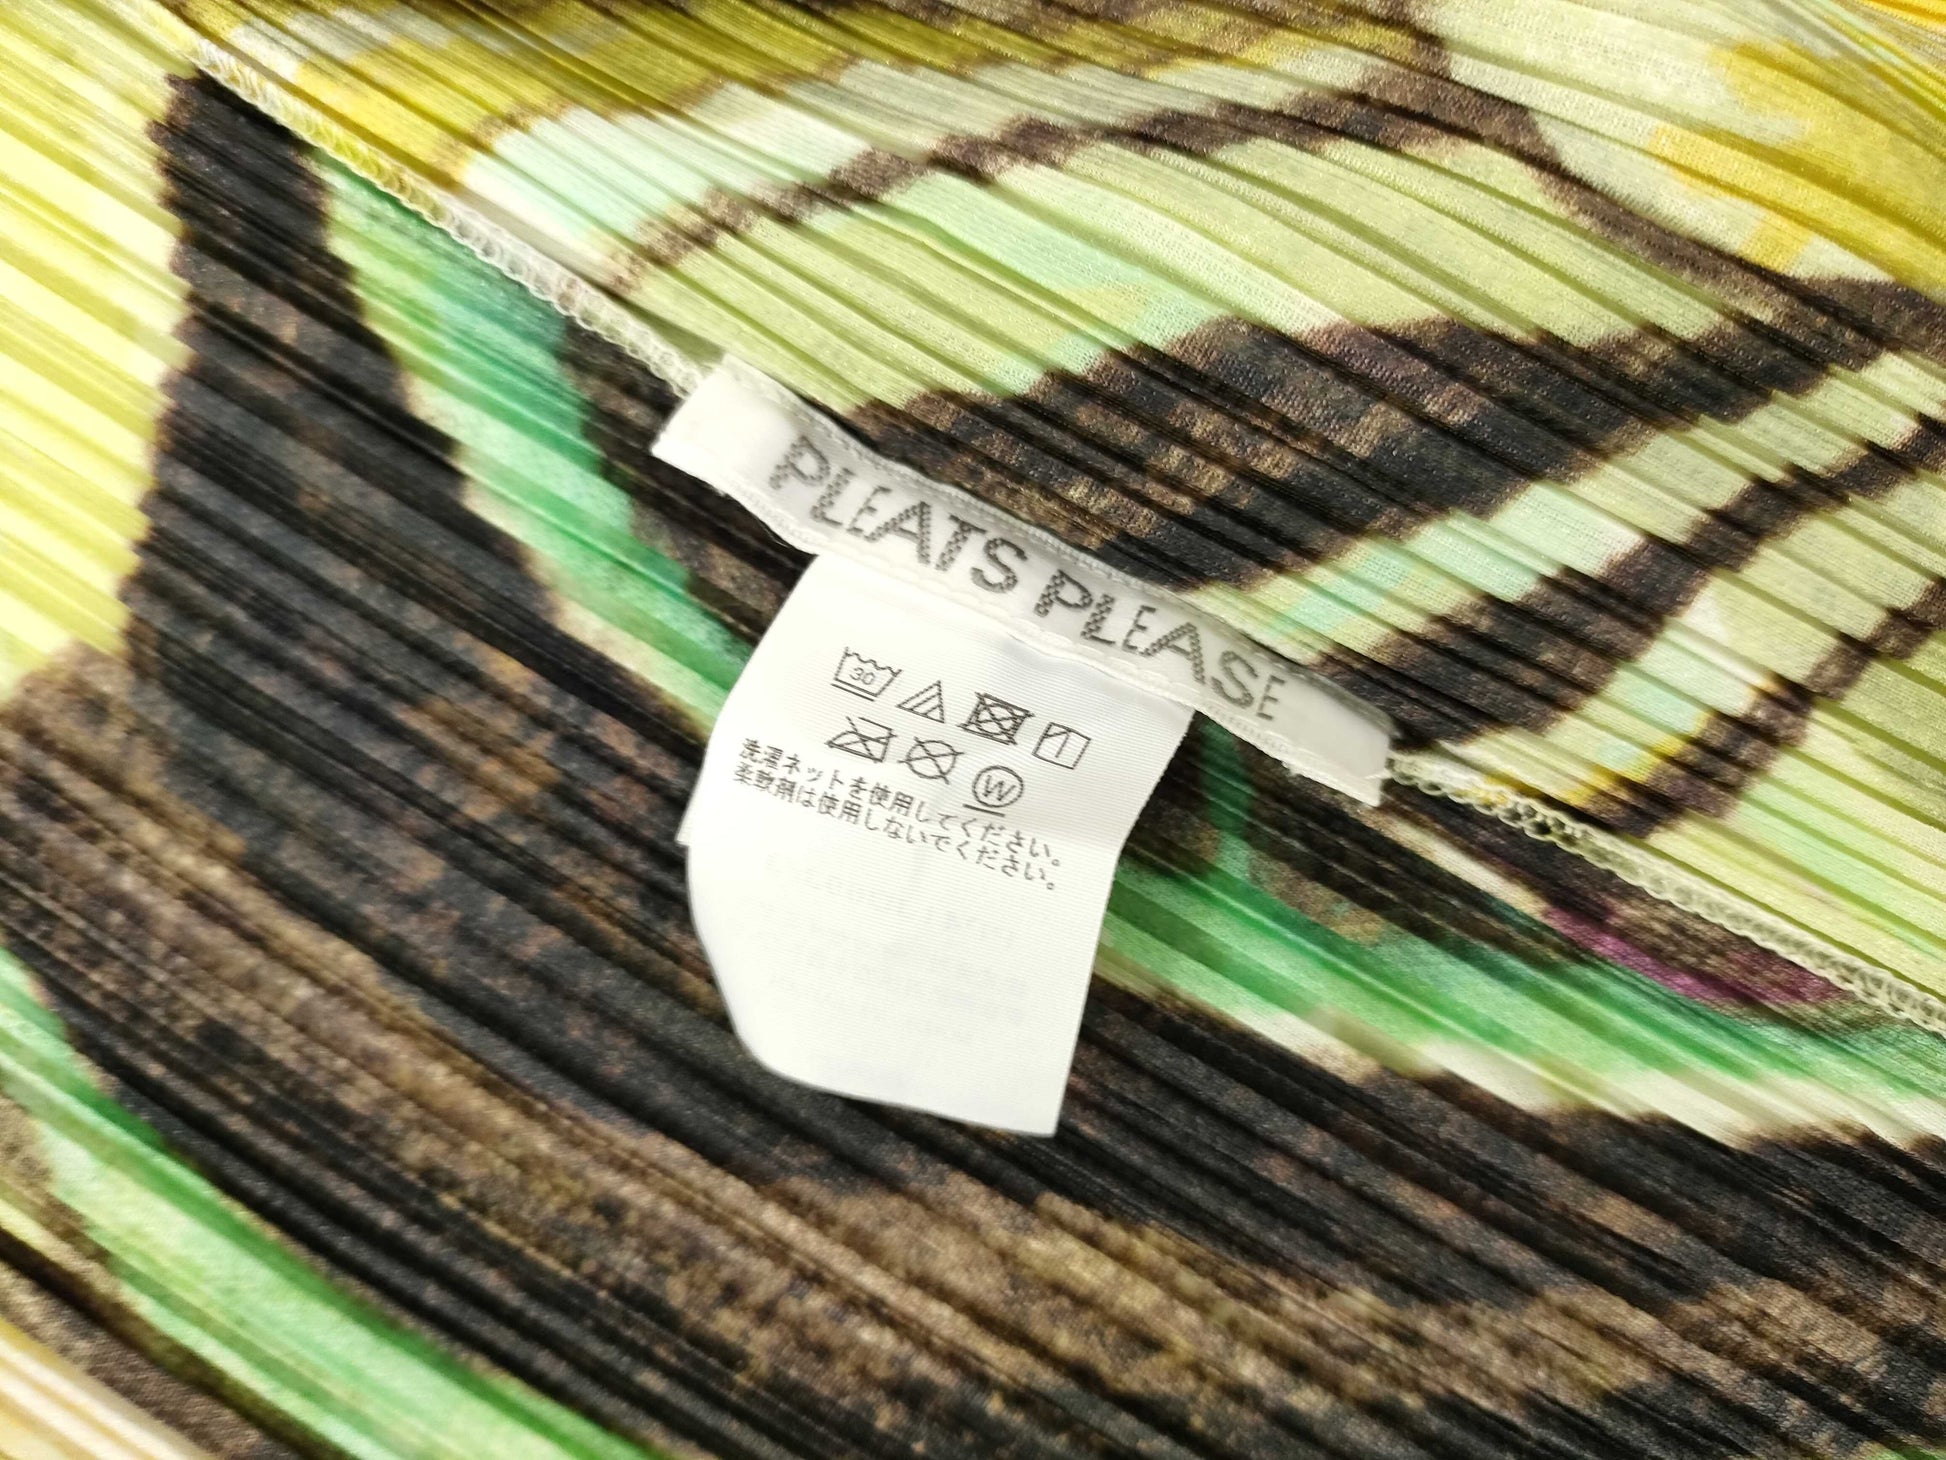 PLEATS PLEASE
30
W
洗濯ネットを使用してください。
柔軟剤は使用しないでください。